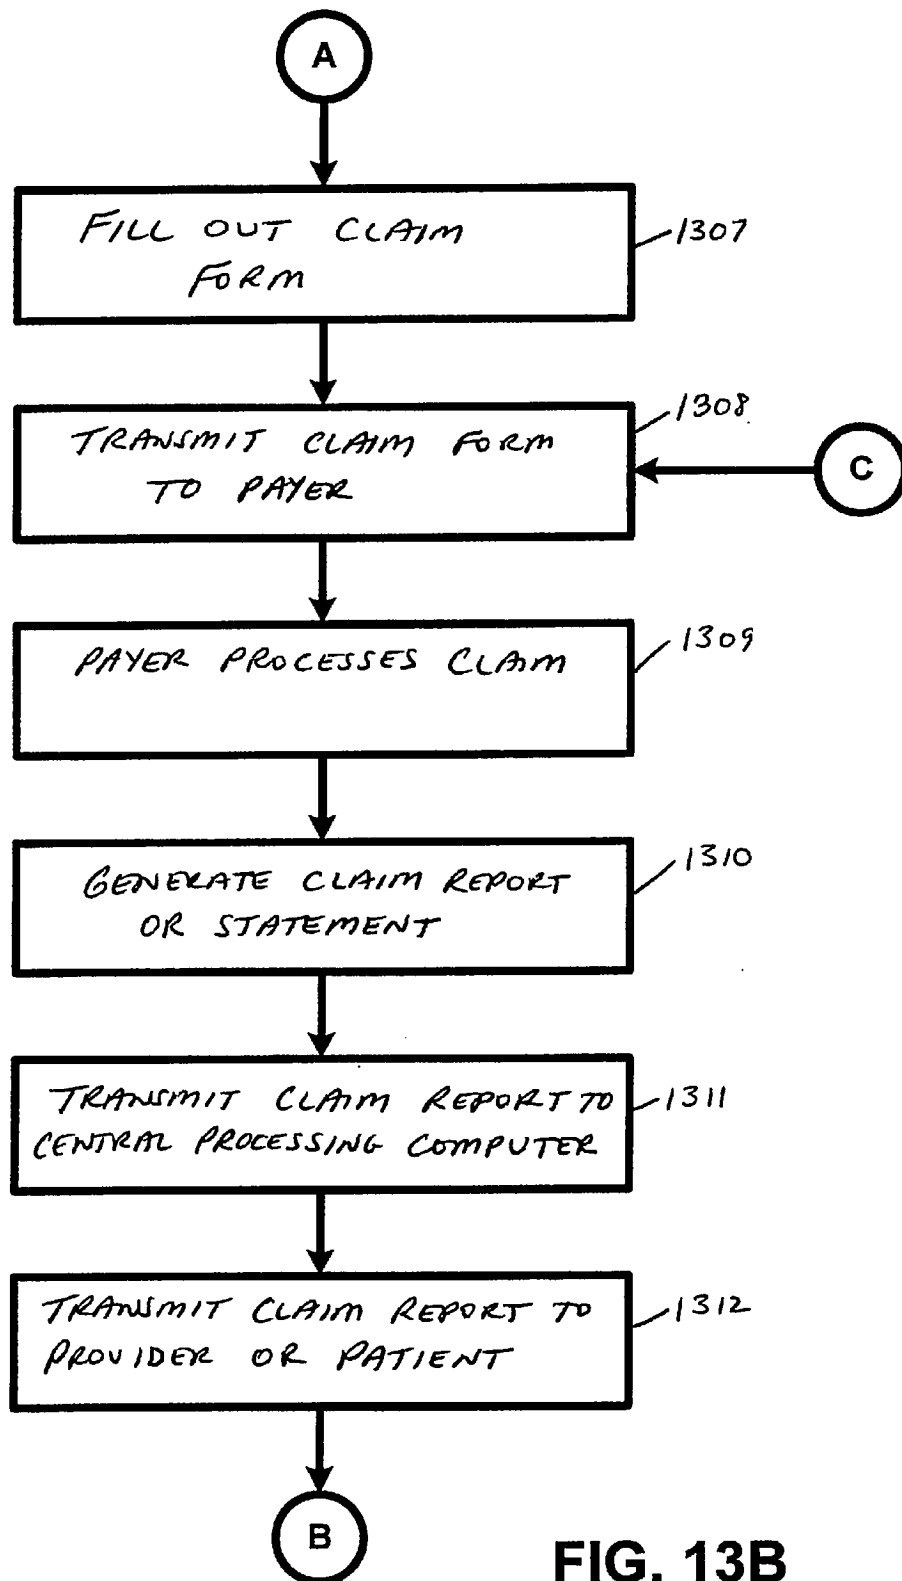 A
FILL OUT CLAIM
FORM
1307
TRANSMIT CLAIM FORM
TO PAYER
1308
C
PAYER PROCESSES CLAIM
1309
GENERATE CLAIM REPORT
OR STATEMENT
1310
TRANSMIT CLAIM REPORT TO
CENTRAL PROCESSING COMPUTER
1311
TRANSMIT CLAIM REPORT TO
PROVIDER OR PATIENT
1312
B
FIG. 13B